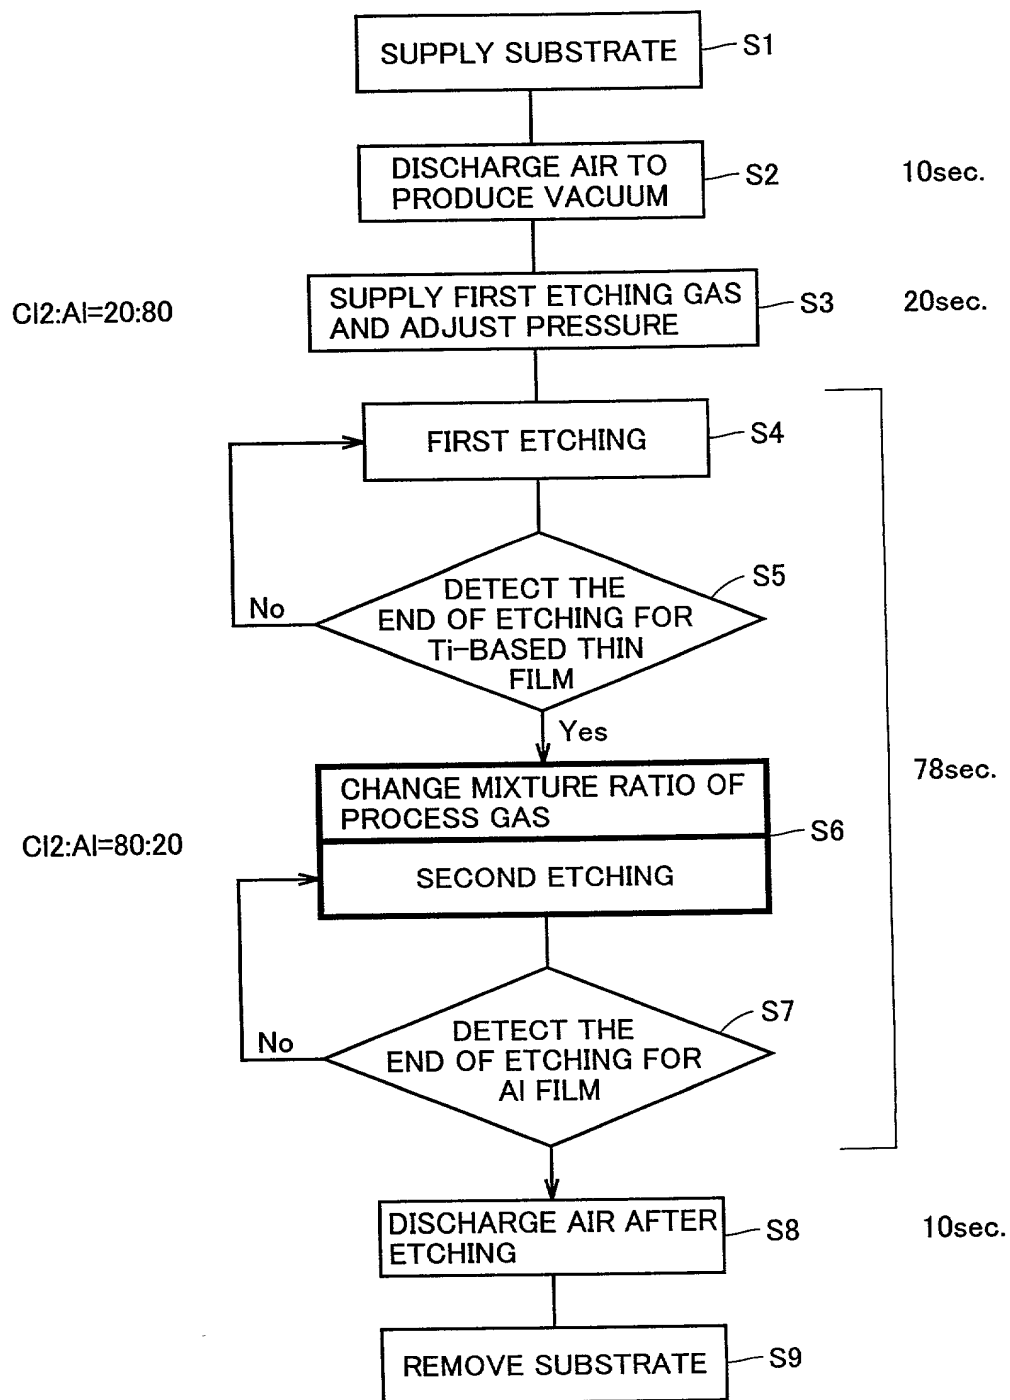 SUPPLY SUBSTRATE
S1
DISCHARGE AIR TO
PRODUCE VACUUM
S2
10sec.
Cl2:Al=20:80
SUPPLY FIRST ETCHING GAS
AND ADJUST PRESSURE
S3
20sec.
FIRST ETCHING
S4
DETECT THE
END OF ETCHING FOR
Ti-BASED THIN
FILM
S5
No
Yes
78sec.
CHANGE MIXTURE RATIO OF
PROCESS GAS
S6
Cl2:Al=80:20
SECOND ETCHING
DETECT THE
END OF ETCHING FOR
Al FILM
S7
No
DISCHARGE AIR AFTER
ETCHING
S8
10sec.
REMOVE SUBSTRATE
S9